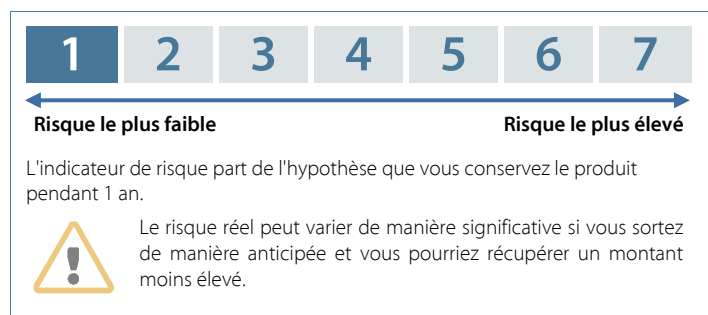 1 2 3 4 5 6 7
Risque le plus faible Risque le plus élevé
L'indicateur de risque part de l'hypothèse que vous conservez le produit
pendant 1 an.
Le risque réel peut varier de manière significative si vous sortez
de manière anticipée et vous pourriez récupérer un montant
moins élevé.